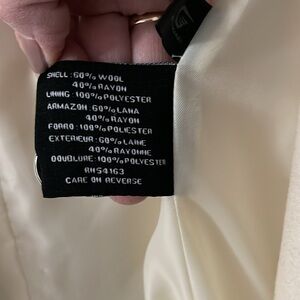 SHELL:60% WOOL
40% RAYON
LINING:100% POLYESTER
ARMAZON:60% LANA
40% RAYON
FORRO:100% POLYESTER
EXTERIEUR:60% LAINE
40% RAYONNE
DOUBLURE:100% POLYESTER
RN54163
CARE ON REVERSE